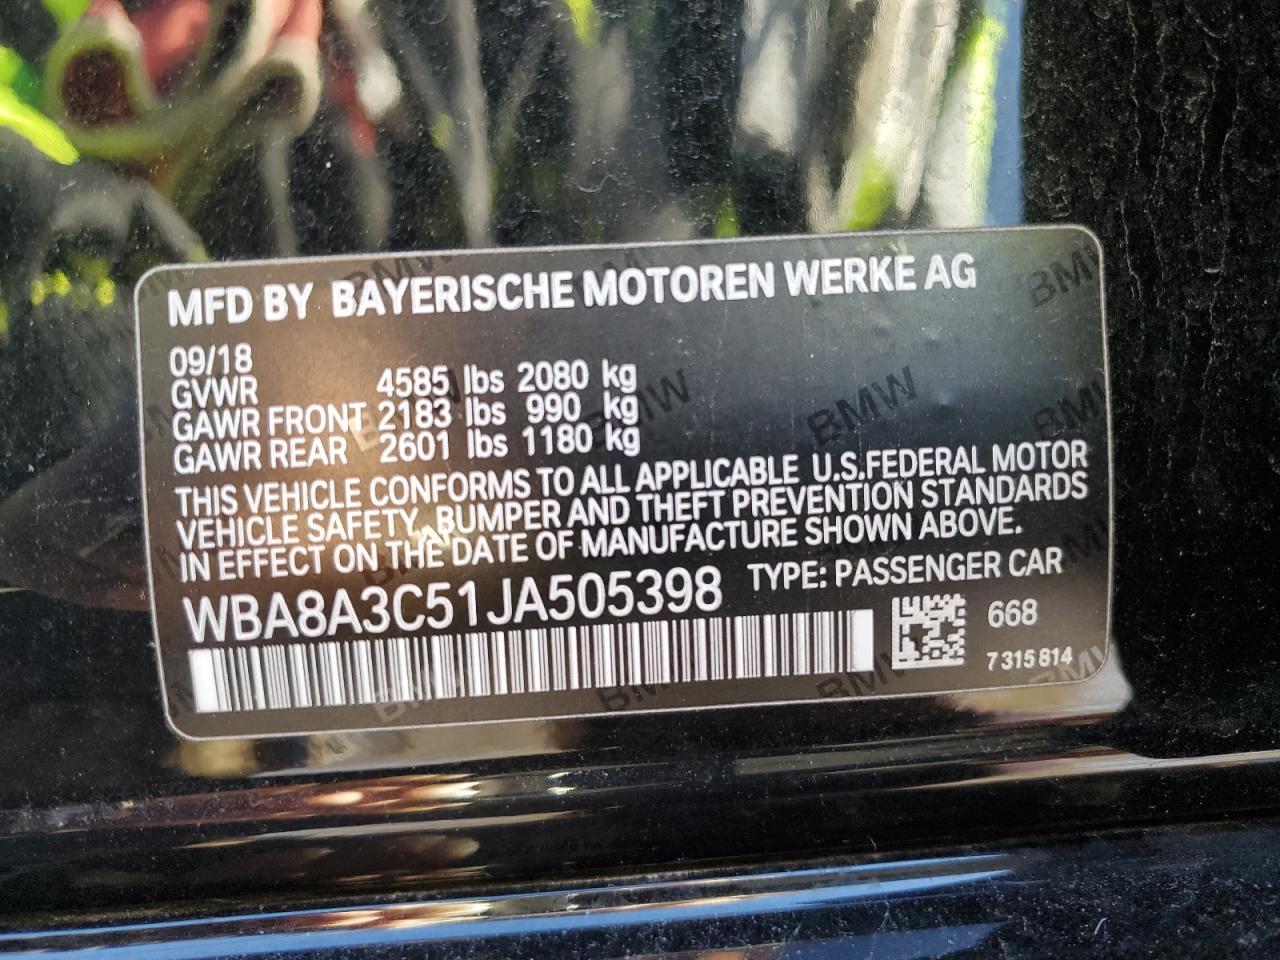 MFD BY BAYERISCHE MOTOREN WERKE AG
09/18
GVWR 4585 lbs 2080 kg
GAWR FRONT 2183 lbs 990 kg
GAWR REAR 2601 lbs 1180 kg
THIS VEHICLE CONFORMS TO ALL APPLICABLE U.S.FEDERAL MOTOR
VEHICLE SAFETY, BUMPER AND THEFT PREVENTION STANDARDS
IN EFFECT ON THE DATE OF MANUFACTURE SHOWN ABOVE.
WBA8A3C51JA505398 TYPE: PASSENGER CAR
668
7 315 814